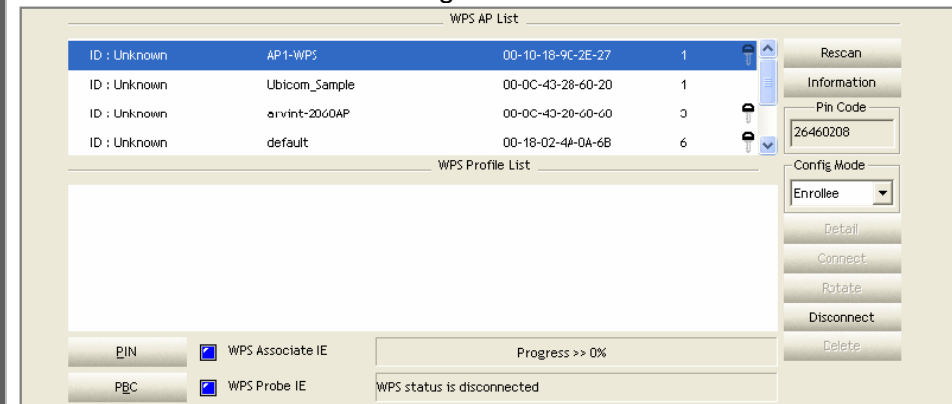 WPS AP List
ID : Unknown AP1-WPS 00-10-18-9C-2E-27 1
ID : Unknown Ubicom_Sample 00-0C-43-28-60-20 1
ID : Unknown arvint-2060AP 00-0C-43-20-60-60 3
ID : Unknown default 00-18-02-4A-0A-6B 6
Rescan
Information
Pin Code
26460208
WPS Profile List
Config Mode
Enrollee
Detail
Connect
Rotate
Disconnect
Delete
PIN WPS Associate IE Progress >> 0%
PBC WPS Probe IE WPS status is disconnected